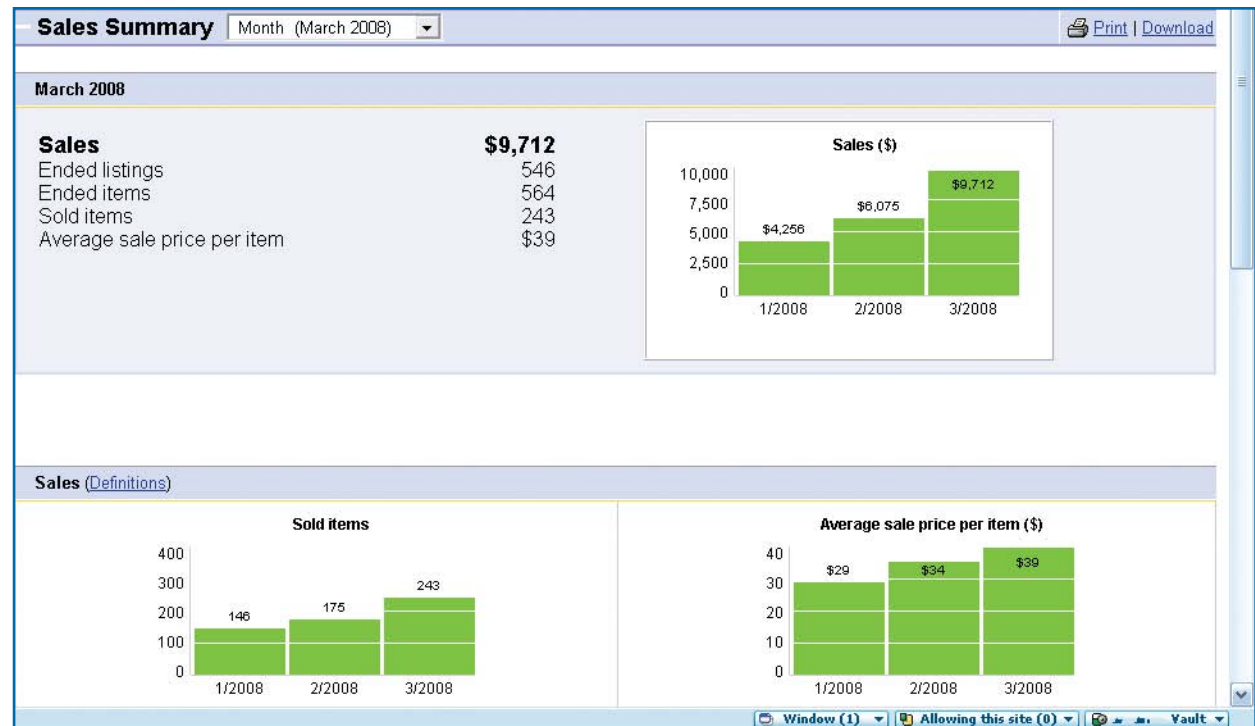 Sales Summary Month (March 2008) Print | Download
March 2008
Sales $9,712
Ended listings 546
Ended items 564
Sold items 243
Average sale price per item $39
Sales ($)
10,000
7,500
5,000
2,500
0
$4,256
$6,075
$9,712
1/2008 2/2008 3/2008
Sales (Definitions)
Sold items
400
300
200
100
0
146
175
243
1/2008 2/2008 3/2008
Average sale price per item ($)
40
30
20
10
0
$29
$34
$39
1/2008 2/2008 3/2008
Window (1) Allowing this site (0) Vault